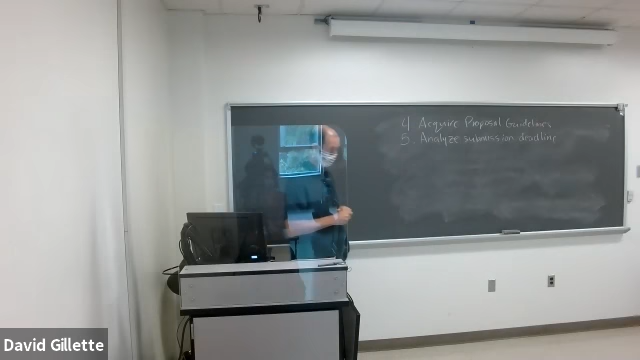 4 Acquire Proposal Guidelines
5 Analyze submission deadline
David Gillette